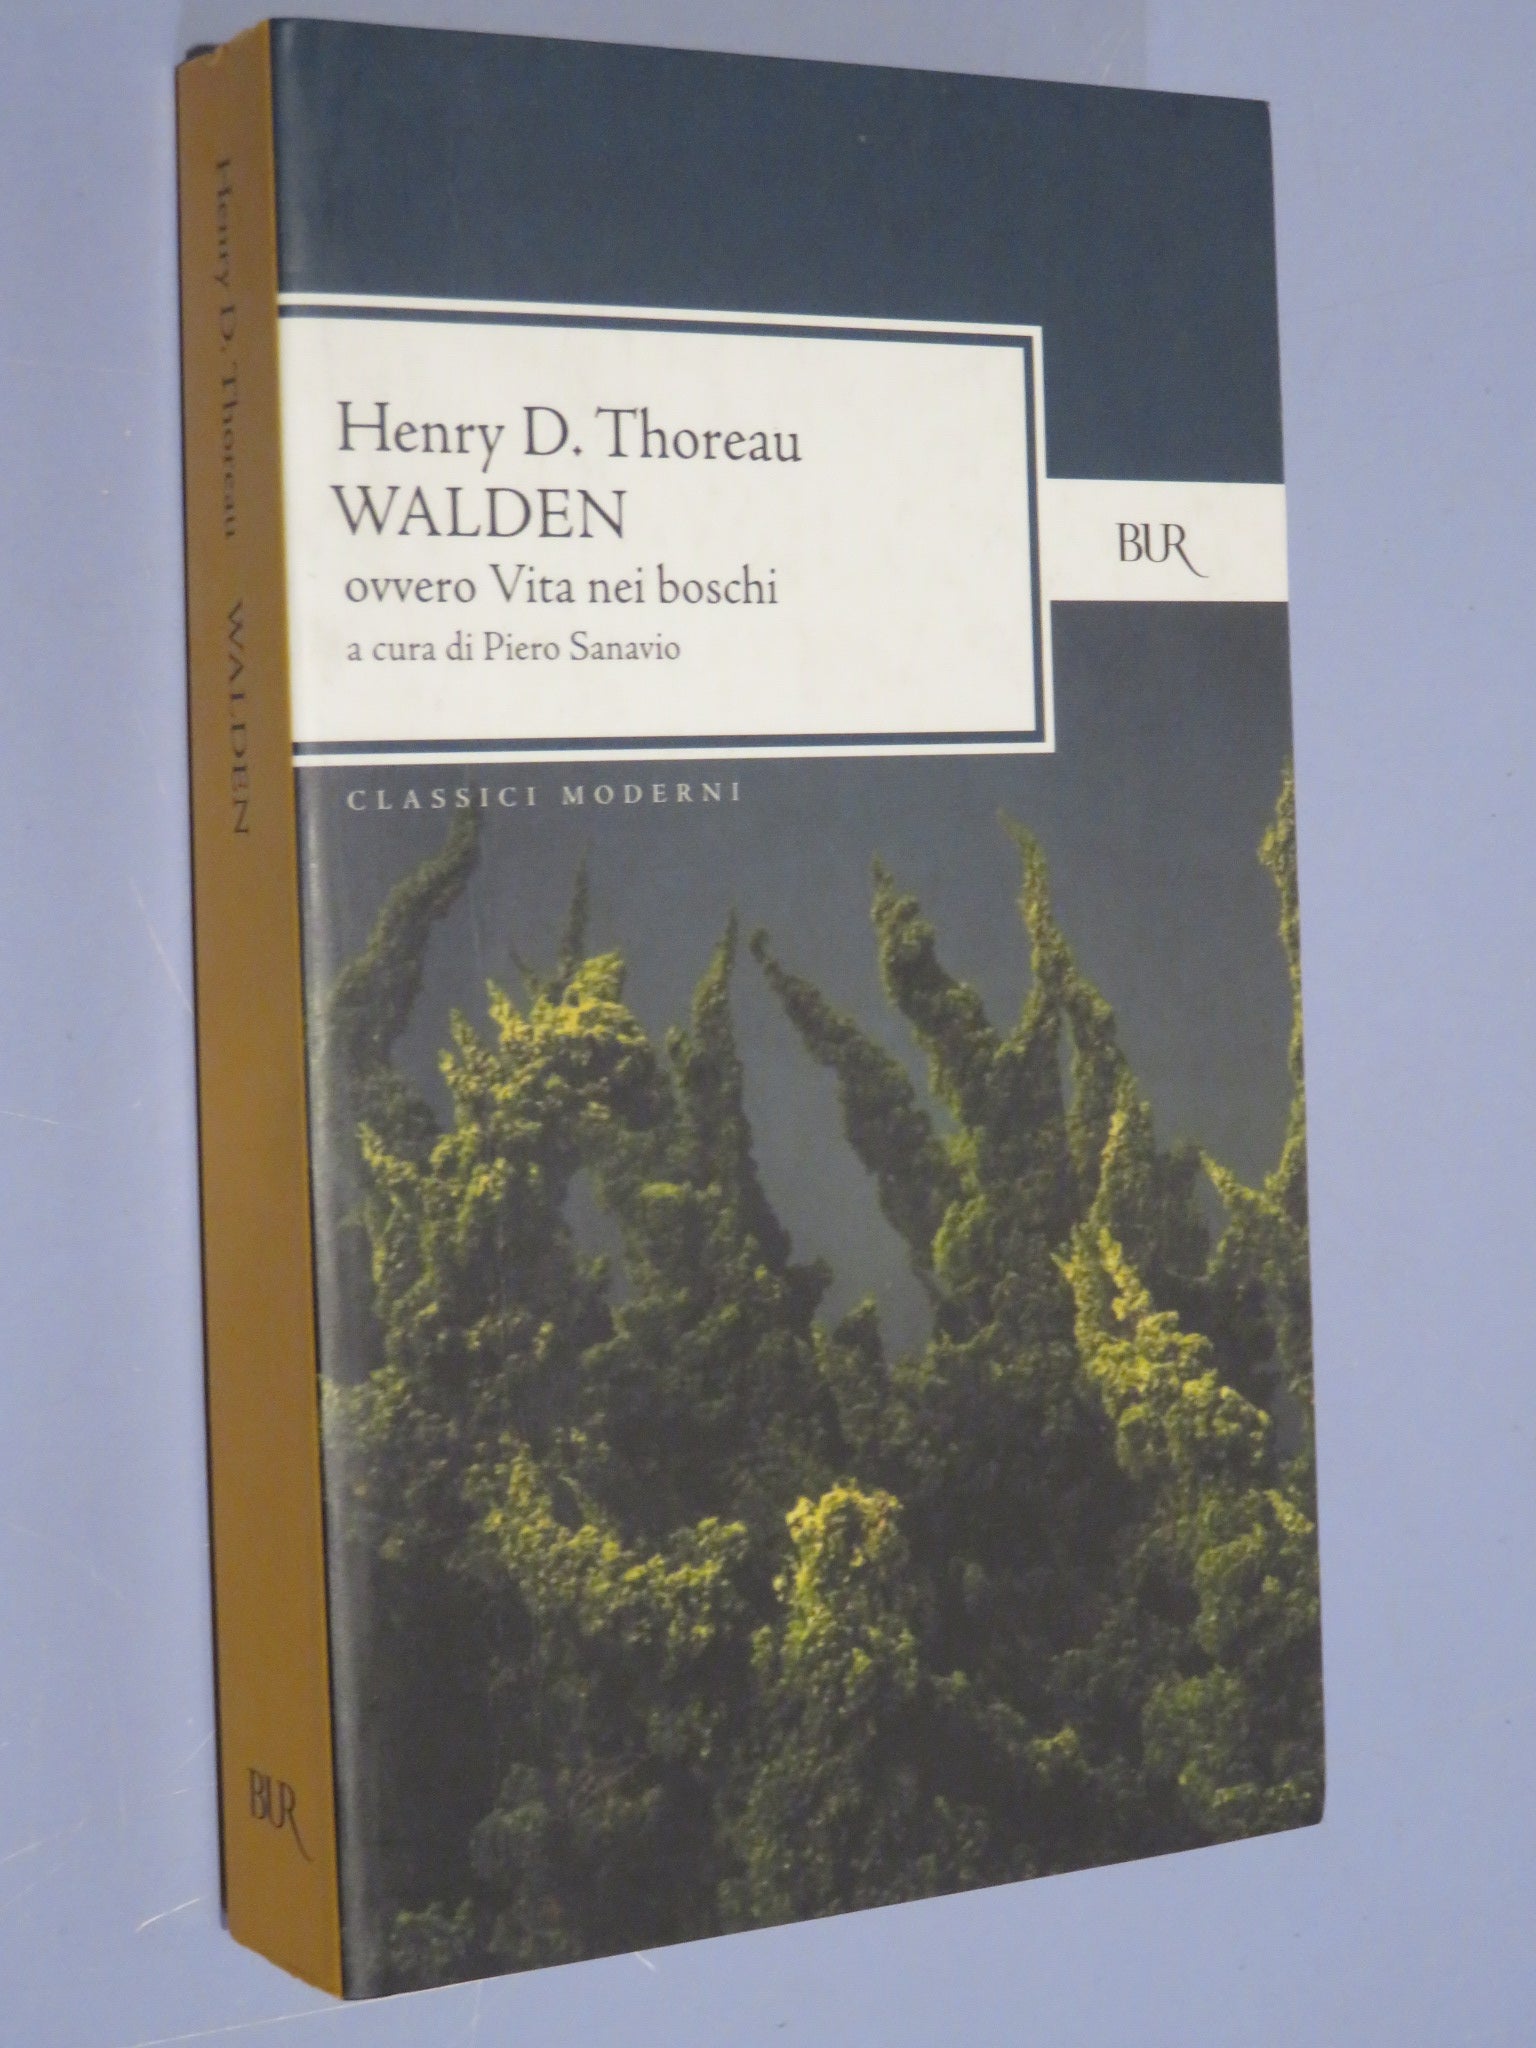 Henry D. Thoreau
WALDEN
ovvero Vita nei boschi
a cura di Piero Sanavio
BUR
CLASSICI MODERNI
Henry D. Thoreau WALDEN
BUR